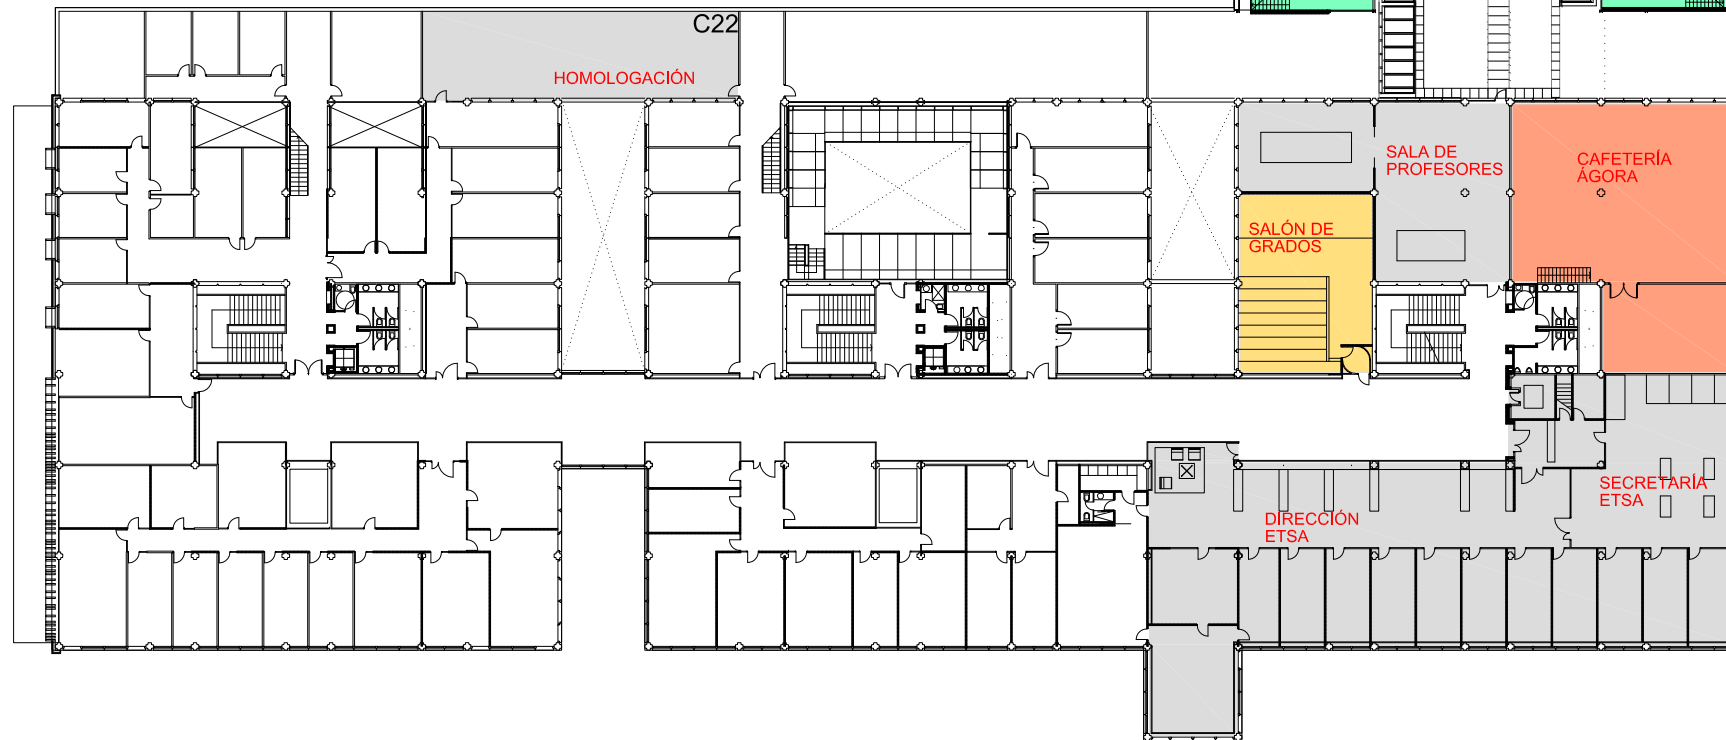 C22
HOMOLOGACIÓN
SALA DE
PROFESORES
CAFETERÍA
ÁGORA
SALÓN DE
GRADOS
SECRETARÍA
ETSA
DIRECCIÓN
ETSA